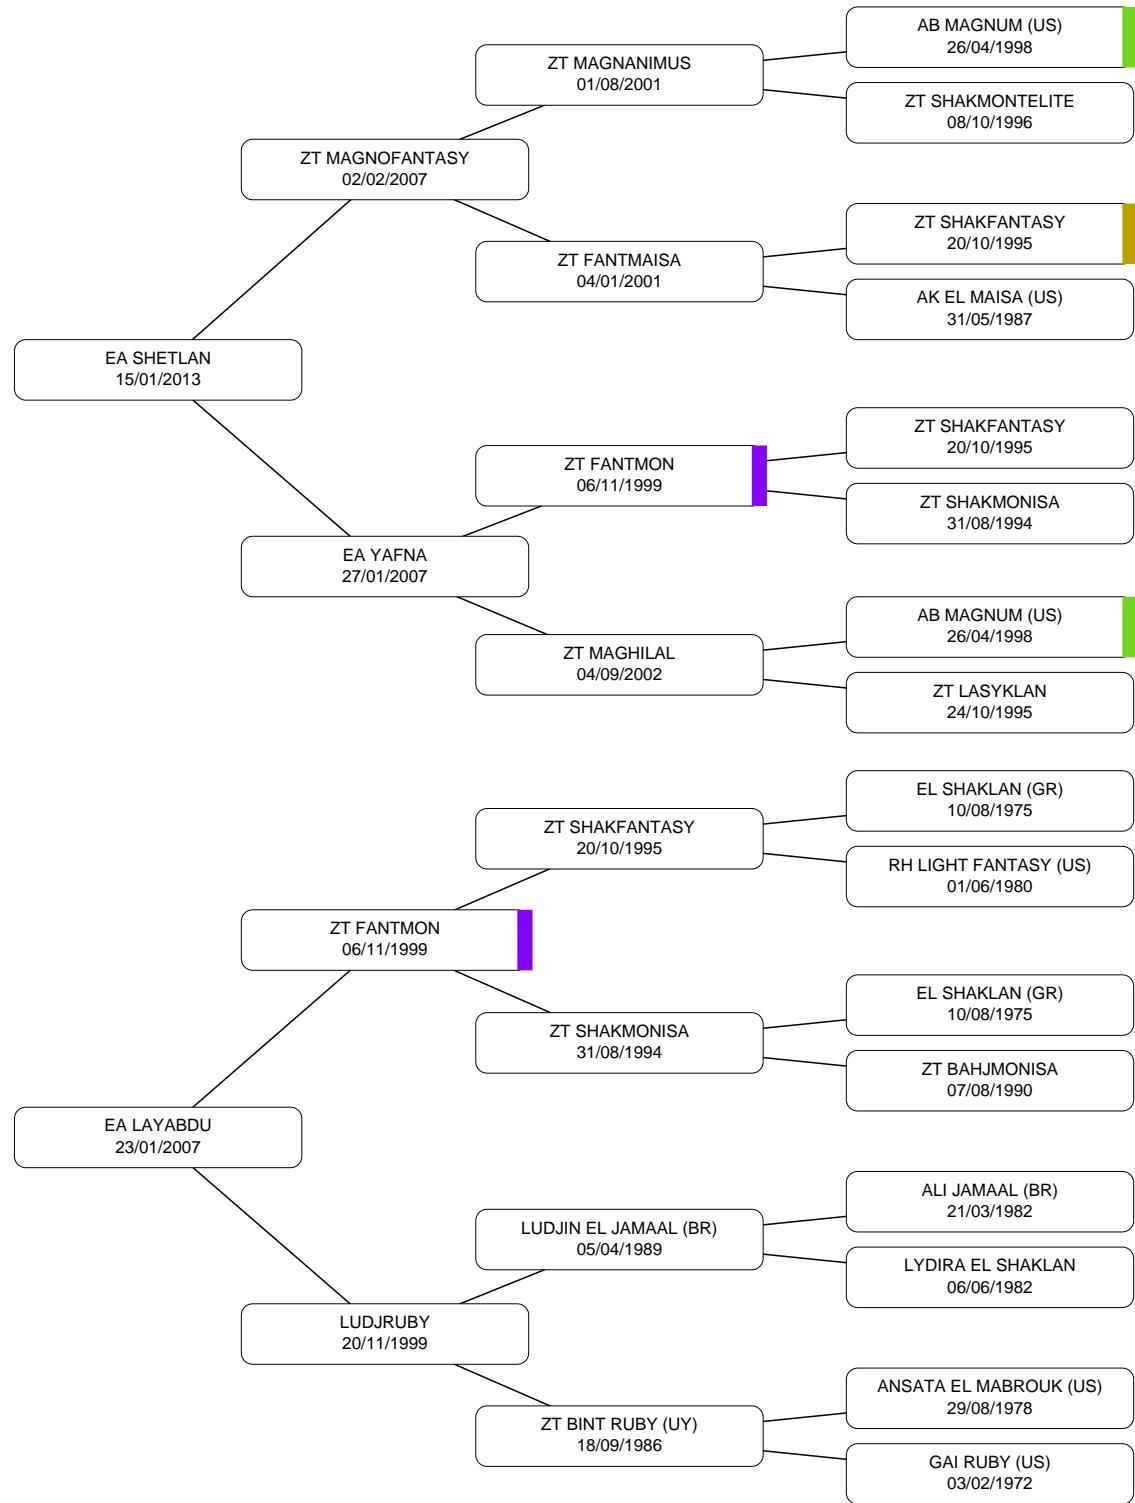 AB MAGNUM (US)
26/04/1998
ZT MAGNANIMUS
01/08/2001
ZT SHAKMONTELITE
08/10/1996
ZT MAGNOFANTASY
02/02/2007
ZT SHAKFANTASY
20/10/1995
ZT FANTMAISA
04/01/2001
AK EL MAISA (US)
31/05/1987
EA SHETLAN
15/01/2013
ZT SHAKFANTASY
20/10/1995
ZT FANTMON
06/11/1999
ZT SHAKMONISA
31/08/1994
EA YAFNA
27/01/2007
AB MAGNUM (US)
26/04/1998
ZT MAGHILAL
04/09/2002
ZT LASYKLAN
24/10/1995
EL SHAKLAN (GR)
10/08/1975
ZT SHAKFANTASY
20/10/1995
RH LIGHT FANTASY (US)
01/06/1980
ZT FANTMON
06/11/1999
EL SHAKLAN (GR)
10/08/1975
ZT SHAKMONISA
31/08/1994
ZT BAHJMONISA
07/08/1990
EA LAYABDU
23/01/2007
ALI JAMAAL (BR)
21/03/1982
LUDJIN EL JAMAAL (BR)
05/04/1989
LYDIRA EL SHAKLAN
06/06/1982
LUDJRUBY
20/11/1999
ANSATA EL MABROUK (US)
29/08/1978
ZT BINT RUBY (UY)
18/09/1986
GAI RUBY (US)
03/02/1972